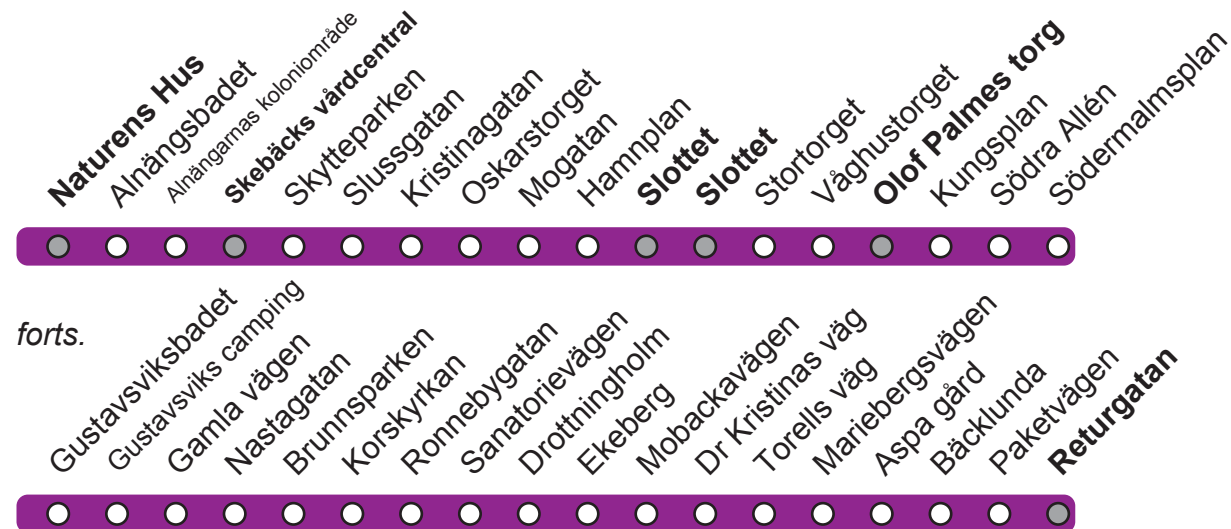 Naturens Hus
Alnängsbadet
Alnängarnas koloniområde
Skebäcks vårdcentral
Skytteparken
Slussgatan
Kristinagatan
Oskarstorget
Mogatan
Hamnplan
Slottet
Slottet
Stortorget
Våghustorget
Olof Palmes torg
Kungsplan
Södra Allén
Södermalmsplan
forts.
Gustavsviksbadet
Gustavsviks camping
Gamla vägen
Nastagatan
Brunnsparken
Korskyrkan
Ronnebygatan
Sanatorievägen
Drottningholm
Ekeberg
Mobackavägen
Dr Kristinas väg
Torells väg
Mariebergsvägen
Aspa gård
Bäcklunda
Paketvägen
Returgatan